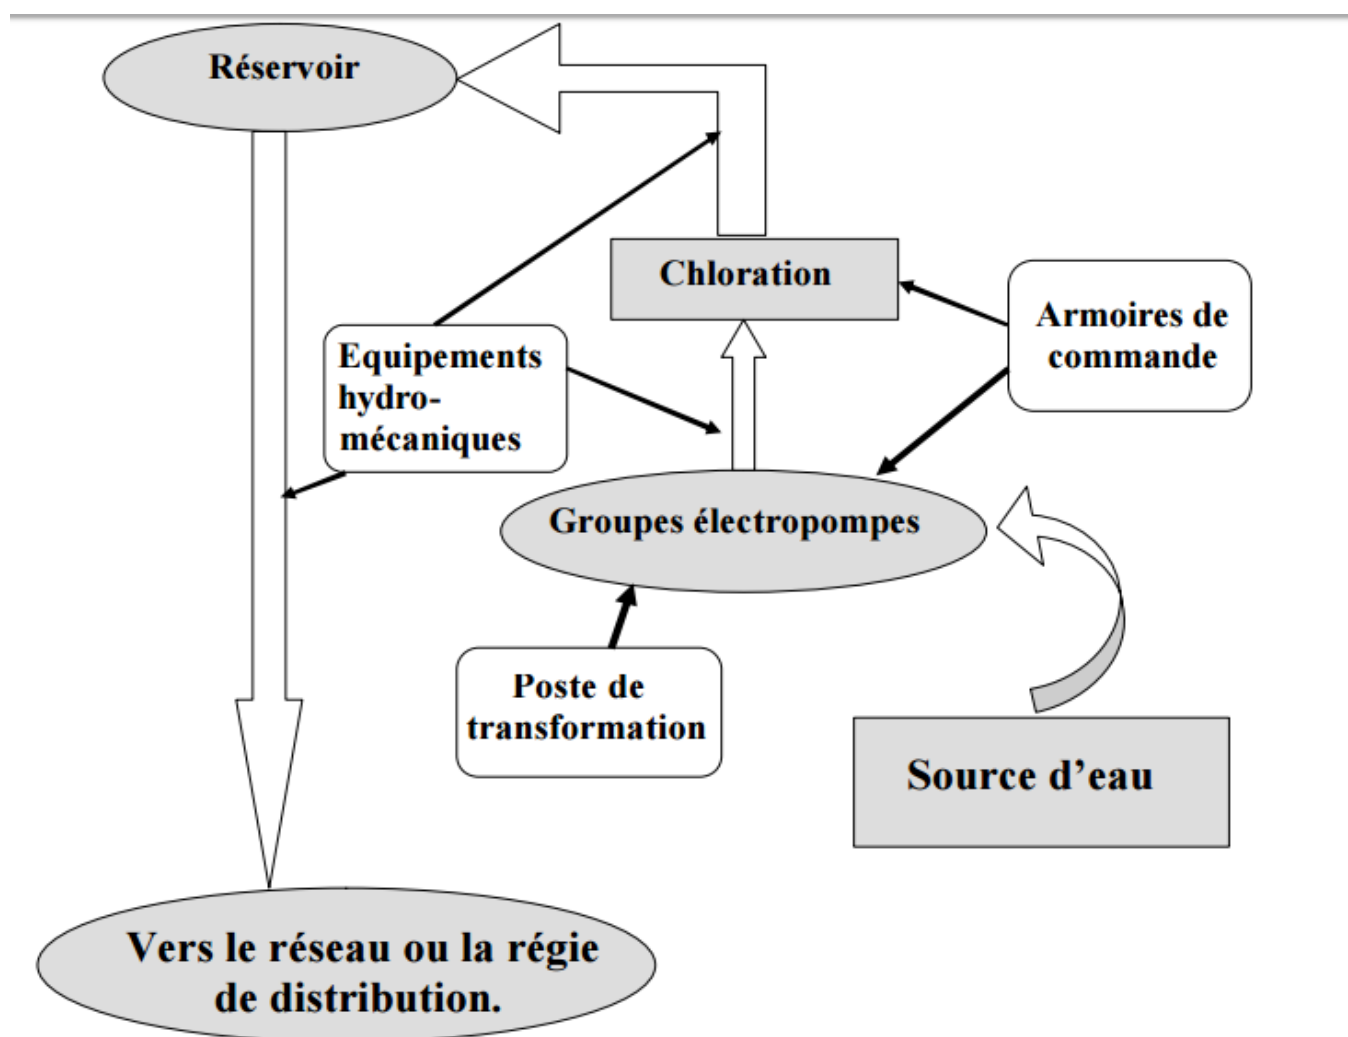 Réservoir
Chloration
Armoires de
commande
Equipements
hydro-
mécaniques
Groupes électropompes
Poste de
transformation
Source d’eau
Vers le réseau ou la régie
de distribution.